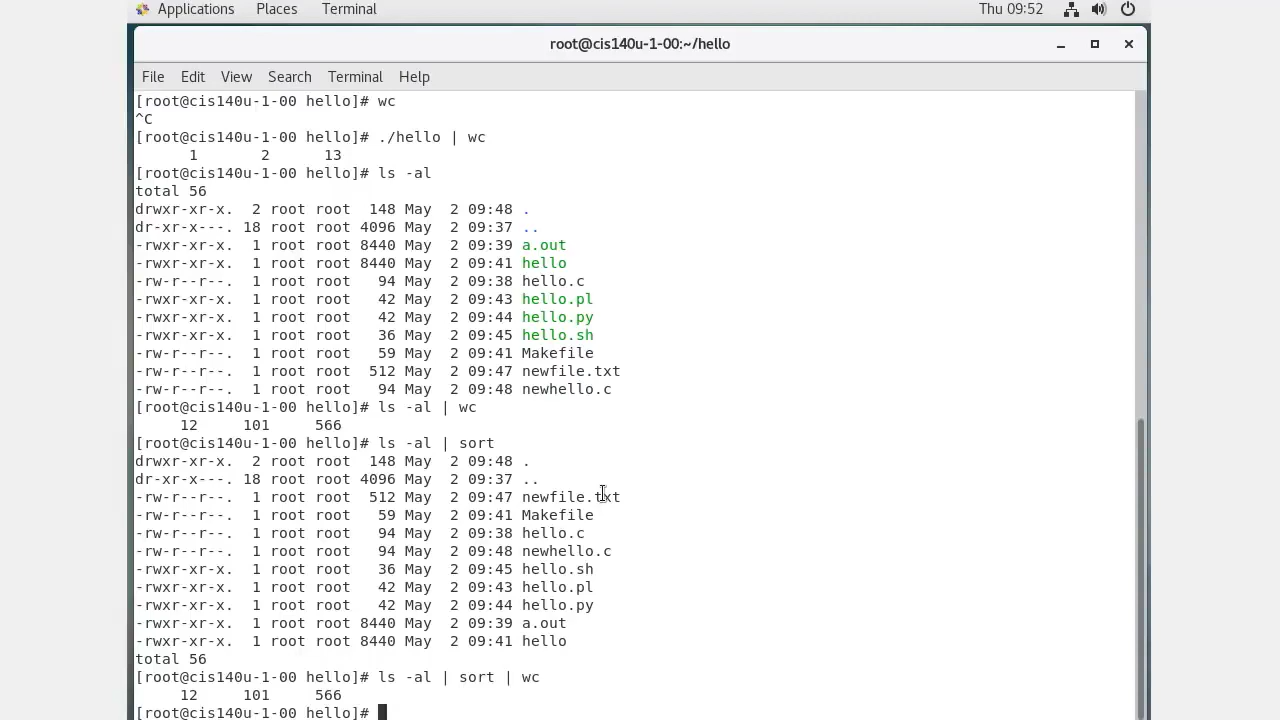 Applications Places Terminal Thu 09:52
root@cis140u-1-00:~/hello
File Edit View Search Terminal Help
[root@cis140u-1-00 hello]# wc
^C
[root@cis140u-1-00 hello]# ./hello | wc
      1       2      13
[root@cis140u-1-00 hello]# ls -al
total 56
drwxr-xr-x.  2 root root  148 May  2 09:48 .
dr-xr-x---. 18 root root 4096 May  2 09:37 ..
-rwxr-xr-x.  1 root root 8440 May  2 09:39 a.out
-rwxr-xr-x.  1 root root 8440 May  2 09:41 hello
-rw-r--r--.  1 root root   94 May  2 09:38 hello.c
-rwxr-xr-x.  1 root root   42 May  2 09:43 hello.pl
-rwxr-xr-x.  1 root root   42 May  2 09:44 hello.py
-rwxr-xr-x.  1 root root   36 May  2 09:45 hello.sh
-rw-r--r--.  1 root root   59 May  2 09:41 Makefile
-rw-r--r--.  1 root root  512 May  2 09:47 newfile.txt
-rw-r--r--.  1 root root   94 May  2 09:48 newhello.c
[root@cis140u-1-00 hello]# ls -al | wc
     12     101     566
[root@cis140u-1-00 hello]# ls -al | sort
drwxr-xr-x.  2 root root  148 May  2 09:48 .
dr-xr-x---. 18 root root 4096 May  2 09:37 ..
-rw-r--r--.  1 root root  512 May  2 09:47 newfile.txt
-rw-r--r--.  1 root root   59 May  2 09:41 Makefile
-rw-r--r--.  1 root root   94 May  2 09:38 hello.c
-rw-r--r--.  1 root root   94 May  2 09:48 newhello.c
-rwxr-xr-x.  1 root root   36 May  2 09:45 hello.sh
-rwxr-xr-x.  1 root root   42 May  2 09:43 hello.pl
-rwxr-xr-x.  1 root root   42 May  2 09:44 hello.py
-rwxr-xr-x.  1 root root 8440 May  2 09:39 a.out
-rwxr-xr-x.  1 root root 8440 May  2 09:41 hello
total 56
[root@cis140u-1-00 hello]# ls -al | sort | wc
     12     101     566
[root@cis140u-1-00 hello]#